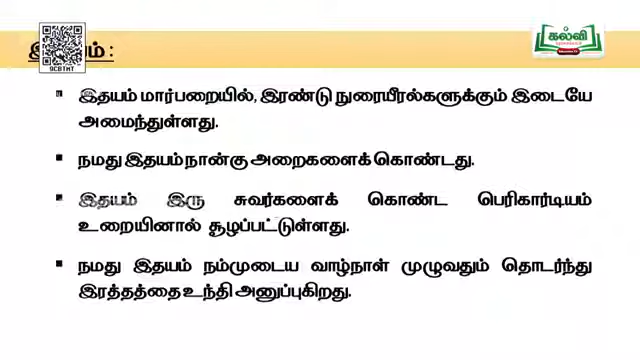 கல்வி
9CBTHT
இதயம் மார்பறையில், இரண்டு நுரையீரல்களுக்கும் இடையே
அமைந்துள்ளது.
நமது இதயம் நான்கு அறைகளைக் கொண்டது.
இதயம் இரு சுவர்களைக் கொண்ட பெரிகார்டியம்
உறையினால் சூழப்பட்டுள்ளது.
நமது இதயம் நம்முடைய வாழ்நாள் முழுவதும் தொடர்ந்து
இரத்தத்தை உந்தி அனுப்புகிறது.